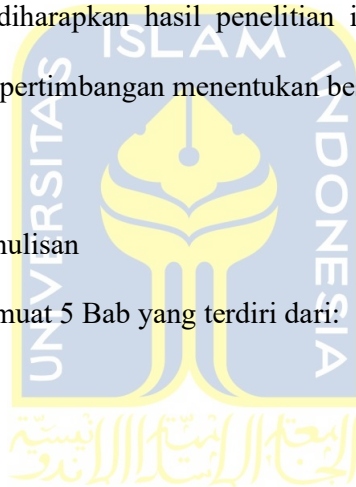 diharapkan hasil penelitian i
ISLAM
pertimbangan menentukan be
UNIVERSITAS
INDONESIA
nulisan
muat 5 Bab yang terdiri dari: